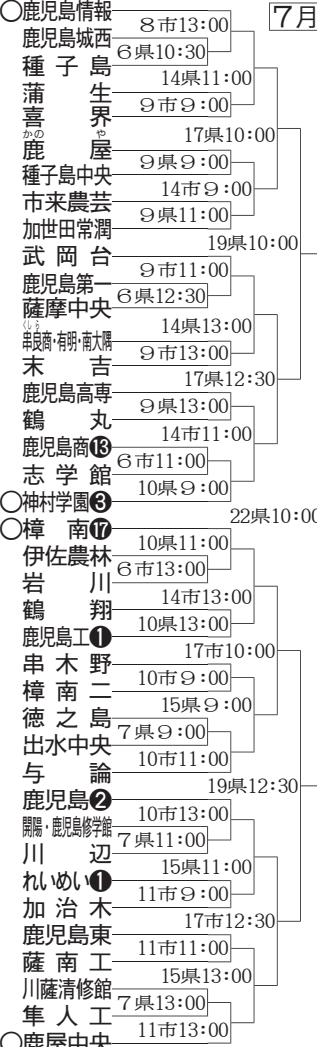 7月
○鹿児島情報
8市13:00
鹿児島城西
6県10:30
種子島
14県11:00
蒲生
9市9:00
喜界
17県10:00
かの や
鹿屋
9県9:00
種子島中央
14市9:00
市来農芸
9県11:00
加世田常潤
19県10:00
武岡台
9市11:00
鹿児島第一
6県12:30
薩摩中央
14県13:00
くしら
串良商・有明・南大隅
9市13:00
末吉
17県12:30
鹿児島高専
9県13:00
鶴丸
14市11:00
鹿児島商⓭
6市11:00
志学館
10県9:00
○神村学園❸
22県10:00
○樟南⓱
10県11:00
伊佐農林
6市13:00
岩川
14市13:00
鶴翔
10県13:00
鹿児島工❶
17市10:00
串木野
10市9:00
樟南二
15県9:00
徳之島
7県9:00
出水中央
10市11:00
与論
19県12:30
鹿児島❷
10市13:00
開陽・鹿児島修学館
7県11:00
川辺
15県11:00
れいめい❶
11市9:00
加治木
17市12:30
鹿児島東
11市11:00
薩南工
15県13:00
川薩清修館
7県13:00
隼人工
11市13:00
○鹿屋中央